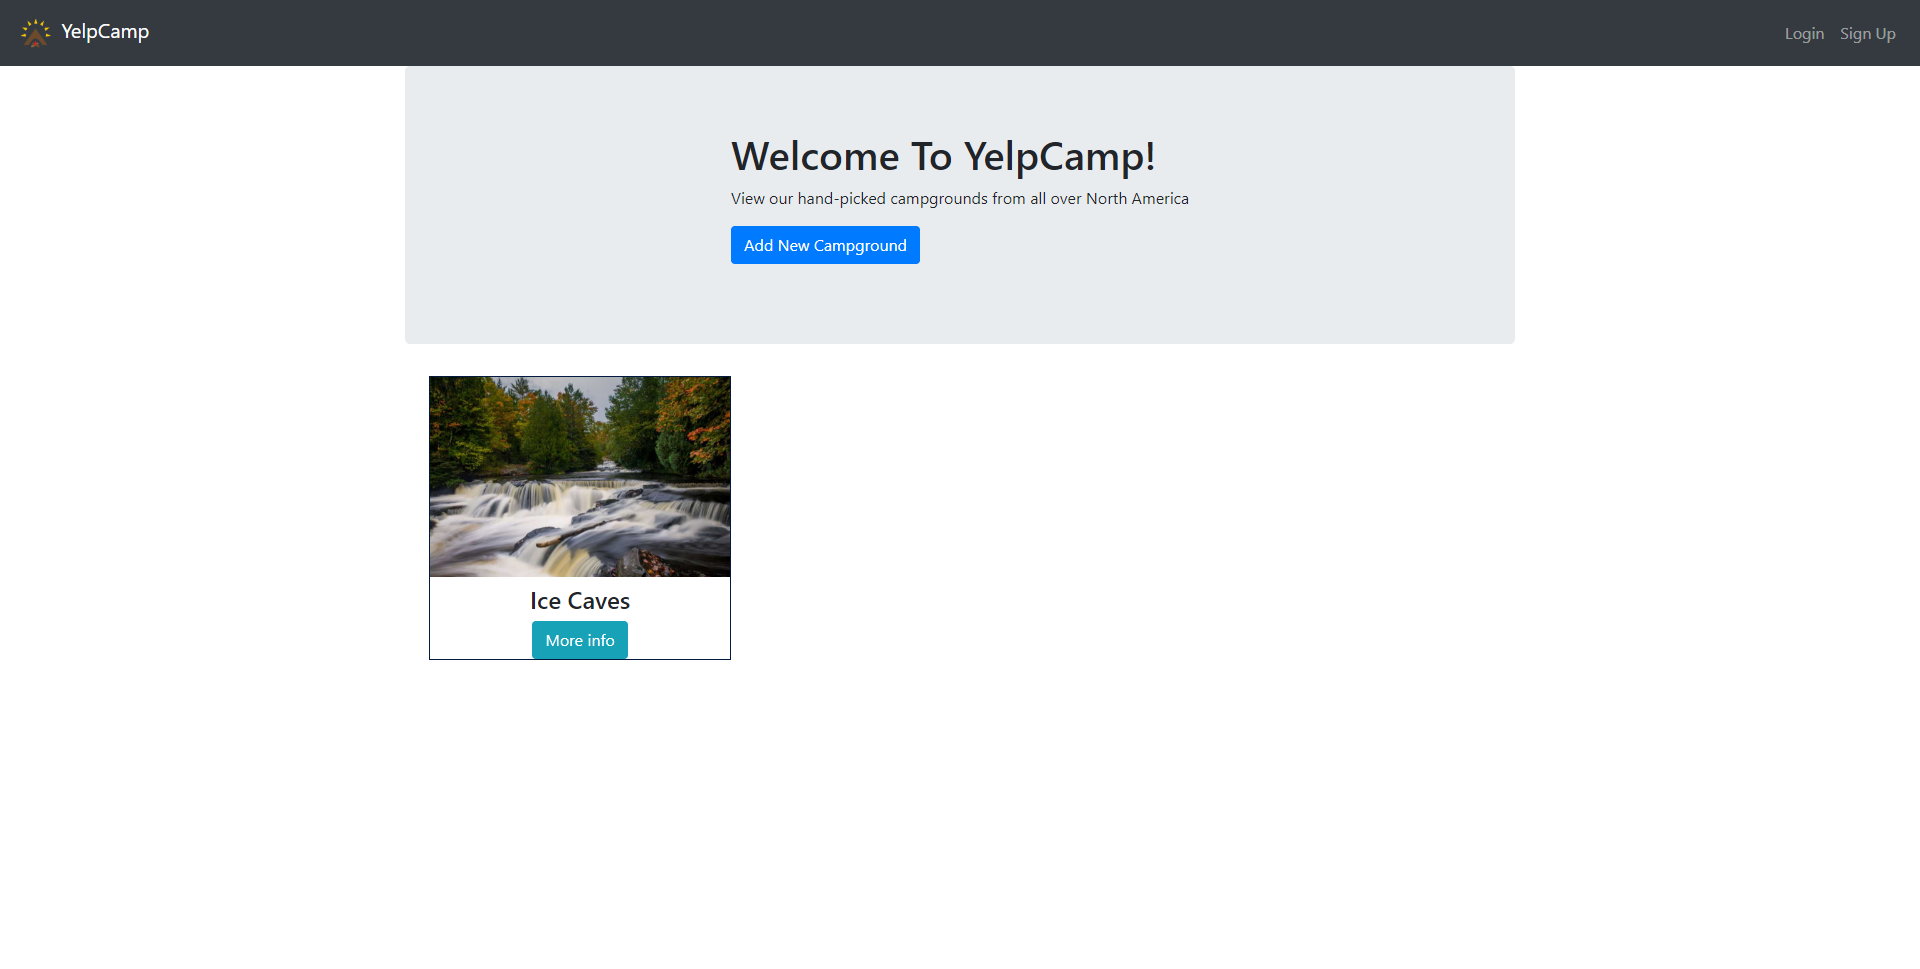 YelpCamp
Login
Sign Up
Welcome To YelpCamp!
View our hand-picked campgrounds from all over North America
Add New Campground
Ice Caves
More info